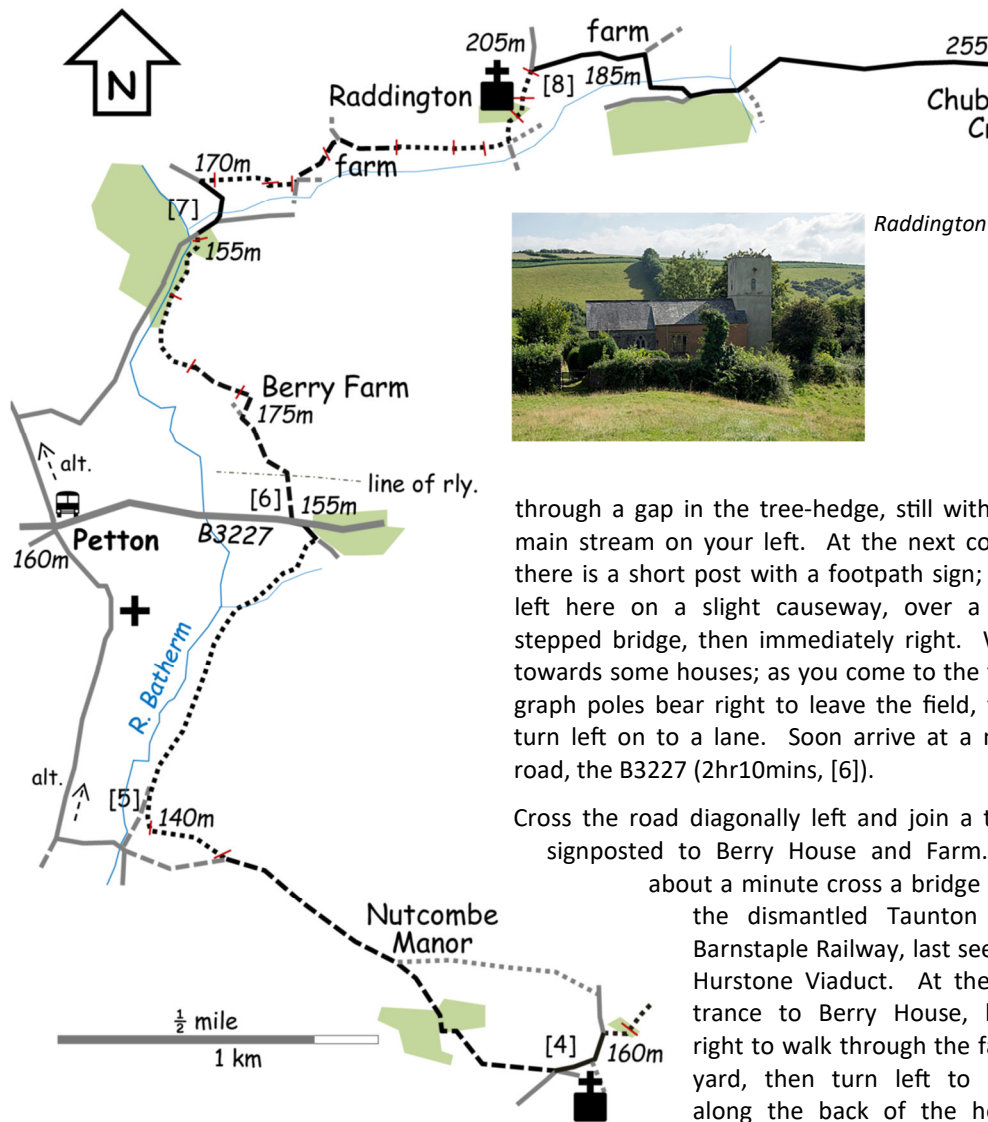 N
205m
farm
255
Raddington
[8]
185m
Chub
Cr
farm
170m
[7]
155m
Raddington
Berry Farm
175m
alt.
line of rly.
[6]
155m
Petton
B3227
160m
R. Batherm
alt.
[5]
140m
Nutcombe
Manor
½ mile
1 km
[4]
160m
through a gap in the tree-hedge, still with
main stream on your left. At the next co
there is a short post with a footpath sign;
left here on a slight causeway, over a
stepped bridge, then immediately right.
towards some houses; as you come to the
graph poles bear right to leave the field,
turn left on to a lane. Soon arrive at a
road, the B3227 (2hr10mins, [6]).
Cross the road diagonally left and join a t
signposted to Berry House and Farm.
about a minute cross a bridge
the dismantled Taunton
Barnstaple Railway, last see
Hurstone Viaduct. At the
trance to Berry House,
right to walk through the fa
yard, then turn left to
along the back of the h